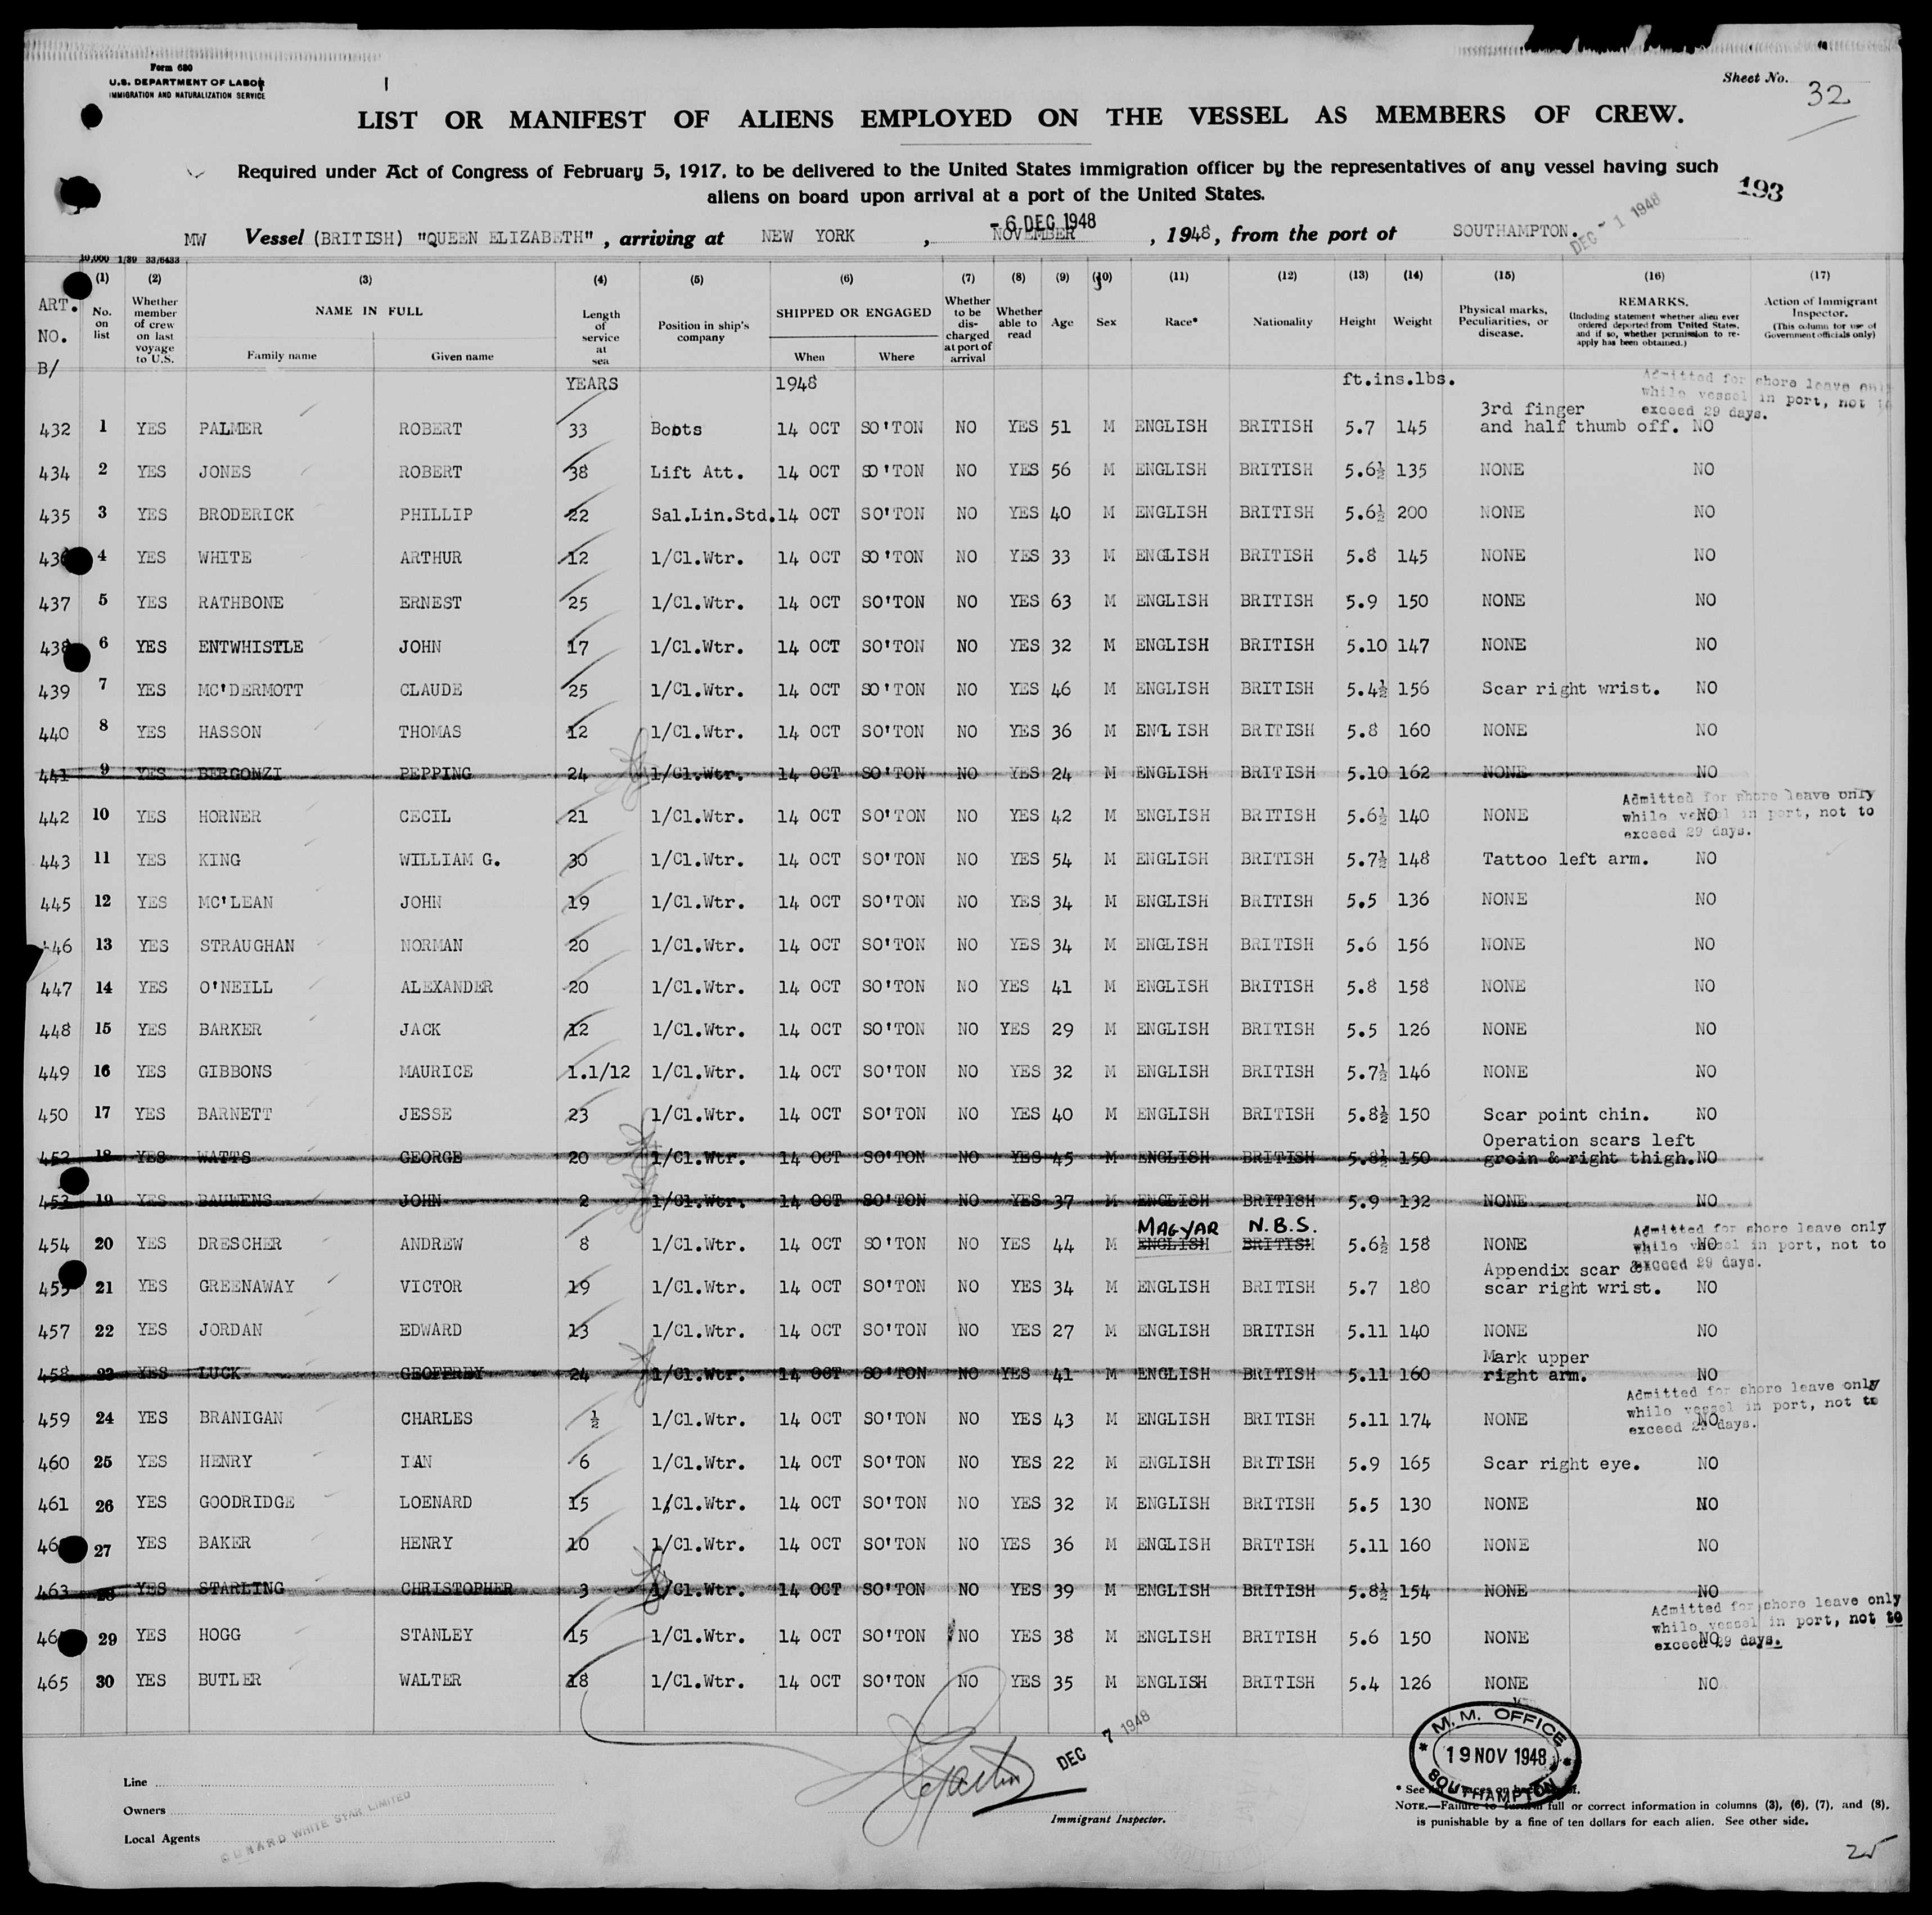 Form 680
U.S. DEPARTMENT OF LABOR
IMMIGRATION AND NATURALIZATION SERVICE
Sheet No. 32
LIST OR MANIFEST OF ALIENS EMPLOYED ON THE VESSEL AS MEMBERS OF CREW.
Required under Act of Congress of February 5, 1917, to be delivered to the United States immigration officer by the representatives of any vessel having such
aliens on board upon arrival at a port of the United States.
193
MW Vessel (BRITISH) "QUEEN ELIZABETH", arriving at NEW YORK, NOVEMBER - 6 DEC 1948, 1948, from the port of SOUTHAMPTON. DEC - 1 1948
10,000 1/39 33/6433
ART. NO. B/
(1) No. on list
(2) Whether member of crew on last voyage to U.S.
(3) NAME IN FULL Family name Given name
(4) Length of service at sea
(5) Position in ship's company
(6) SHIPPED OR ENGAGED When Where
(7) Whether to be discharged at port of arrival
(8) Whether able to read
(9) Age
(10) Sex
(11) Race*
(12) Nationality
(13) Height
(14) Weight
(15) Physical marks, Peculiarities, or disease.
(16) REMARKS. (Including statement whether alien ever ordered deported from United States, and if so, whether permission to re-apply has been obtained.)
(17) Action of Immigrant Inspector. (This column for use of Government officials only)
YEARS 1948 ft.ins.lbs.
Admitted for shore leave only while vessel in port, not to exceed 29 days.
432 1 YES PALMER ROBERT 33 Boots 14 OCT SO'TON NO YES 51 M ENGLISH BRITISH 5.7 145 3rd finger and half thumb off. NO
434 2 YES JONES ROBERT 38 Lift Att. 14 OCT SO'TON NO YES 56 M ENGLISH BRITISH 5.6½ 135 NONE NO
435 3 YES BRODERICK PHILLIP 22 Sal.Lin.Std. 14 OCT SO'TON NO YES 40 M ENGLISH BRITISH 5.6½ 200 NONE NO
4 YES WHITE ARTHUR 12 1/Cl.Wtr. 14 OCT SO'TON NO YES 33 M ENGLISH BRITISH 5.8 145 NONE NO
437 5 YES RATHBONE ERNEST 25 1/Cl.Wtr. 14 OCT SO'TON NO YES 63 M ENGLISH BRITISH 5.9 150 NONE NO
438 6 YES ENTWHISTLE JOHN 17 1/Cl.Wtr. 14 OCT SO'TON NO YES 32 M ENGLISH BRITISH 5.10 147 NONE NO
439 7 YES MC'DERMOTT CLAUDE 25 1/Cl.Wtr. 14 OCT SO'TON NO YES 46 M ENGLISH BRITISH 5.4½ 156 Scar right wrist. NO
440 8 YES HASSON THOMAS 12 1/Cl.Wtr. 14 OCT SO'TON NO YES 36 M ENGLISH BRITISH 5.8 160 NONE NO
441 9 YES BERGONZI PEPPING 24 1/Cl.Wtr. 14 OCT SO'TON NO YES 24 M ENGLISH BRITISH 5.10 162 NONE NO
Admitted for shore leave only while vessel in port, not to exceed 29 days.
442 10 YES HORNER CECIL 21 1/Cl.Wtr. 14 OCT SO'TON NO YES 42 M ENGLISH BRITISH 5.6½ 140 NONE NO
443 11 YES KING WILLIAM G. 30 1/Cl.Wtr. 14 OCT SO'TON NO YES 54 M ENGLISH BRITISH 5.7½ 148 Tattoo left arm. NO
445 12 YES MC'LEAN JOHN 19 1/Cl.Wtr. 14 OCT SO'TON NO YES 34 M ENGLISH BRITISH 5.5 136 NONE NO
446 13 YES STRAUGHAN NORMAN 20 1/Cl.Wtr. 14 OCT SO'TON NO YES 34 M ENGLISH BRITISH 5.6 156 NONE NO
447 14 YES O'NEILL ALEXANDER 20 1/Cl.Wtr. 14 OCT SO'TON NO YES 41 M ENGLISH BRITISH 5.8 158 NONE NO
448 15 YES BARKER JACK 12 1/Cl.Wtr. 14 OCT SO'TON NO YES 29 M ENGLISH BRITISH 5.5 126 NONE NO
449 16 YES GIBBONS MAURICE 1.1/12 1/Cl.Wtr. 14 OCT SO'TON NO YES 32 M ENGLISH BRITISH 5.7½ 146 NONE NO
450 17 YES BARNETT JESSE 23 1/Cl.Wtr. 14 OCT SO'TON NO YES 40 M ENGLISH BRITISH 5.8½ 150 Scar point chin. NO
452 18 YES WATTS GEORGE 20 1/Cl.Wtr. 14 OCT SO'TON NO YES 45 M ENGLISH BRITISH 5.8½ 150 Operation scars left groin & right thigh. NO
453 19 YES BAUWENS JOHN 2 1/Cl.Wtr. 14 OCT SO'TON NO YES 37 M ENGLISH BRITISH 5.9 132 NONE NO
MAGYAR N.B.S.
Admitted for shore leave only while vessel in port, not to exceed 29 days.
454 20 YES DRESCHER ANDREW 8 1/Cl.Wtr. 14 OCT SO'TON NO YES 44 M ENGLISH BRITISH 5.6½ 158 NONE NO
455 21 YES GREENAWAY VICTOR 19 1/Cl.Wtr. 14 OCT SO'TON NO YES 34 M ENGLISH BRITISH 5.7 180 Appendix scar & scar right wrist. NO
457 22 YES JORDAN EDWARD 13 1/Cl.Wtr. 14 OCT SO'TON NO YES 27 M ENGLISH BRITISH 5.11 140 NONE NO
458 23 YES LUCK GEOFFREY 24 1/Cl.Wtr. 14 OCT SO'TON NO YES 41 M ENGLISH BRITISH 5.11 160 Mark upper right arm. NO
Admitted for shore leave only while vessel in port, not to exceed 29 days.
459 24 YES BRANIGAN CHARLES ½ 1/Cl.Wtr. 14 OCT SO'TON NO YES 43 M ENGLISH BRITISH 5.11 174 NONE NO
460 25 YES HENRY IAN 6 1/Cl.Wtr. 14 OCT SO'TON NO YES 22 M ENGLISH BRITISH 5.9 165 Scar right eye. NO
461 26 YES GOODRIDGE LOENARD 15 1/Cl.Wtr. 14 OCT SO'TON NO YES 32 M ENGLISH BRITISH 5.5 130 NONE NO
27 YES BAKER HENRY 10 1/Cl.Wtr. 14 OCT SO'TON NO YES 36 M ENGLISH BRITISH 5.11 160 NONE NO
463 28 YES STARLING CHRISTOPHER 3 1/Cl.Wtr. 14 OCT SO'TON NO YES 39 M ENGLISH BRITISH 5.8½ 154 NONE NO
Admitted for shore leave only while vessel in port, not to exceed 29 days.
29 YES HOGG STANLEY 15 1/Cl.Wtr. 14 OCT SO'TON NO YES 38 M ENGLISH BRITISH 5.6 150 NONE NO
465 30 YES BUTLER WALTER 18 1/Cl.Wtr. 14 OCT SO'TON NO YES 35 M ENGLISH BRITISH 5.4 126 NONE NO
DEC 7 1948
M.M. OFFICE
19 NOV 1948
SOUTHAMPTON
Line
Owners
Local Agents
CUNARD WHITE STAR LIMITED
Immigrant Inspector.
* See
NOTE.—Failure to furnish full or correct information in columns (3), (6), (7), and (8),
is punishable by a fine of ten dollars for each alien. See other side.
25